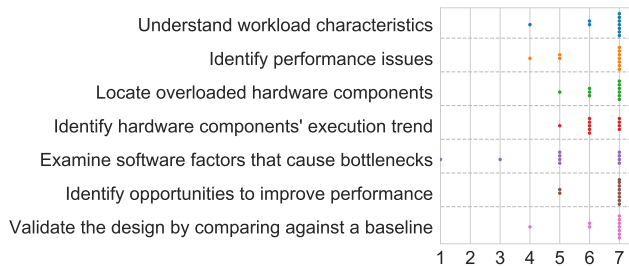 Understand workload characteristics
Identify performance issues
Locate overloaded hardware components
Identify hardware components' execution trend
Examine software factors that cause bottlenecks
Identify opportunities to improve performance
Validate the design by comparing against a baseline
1 2 3 4 5 6 7